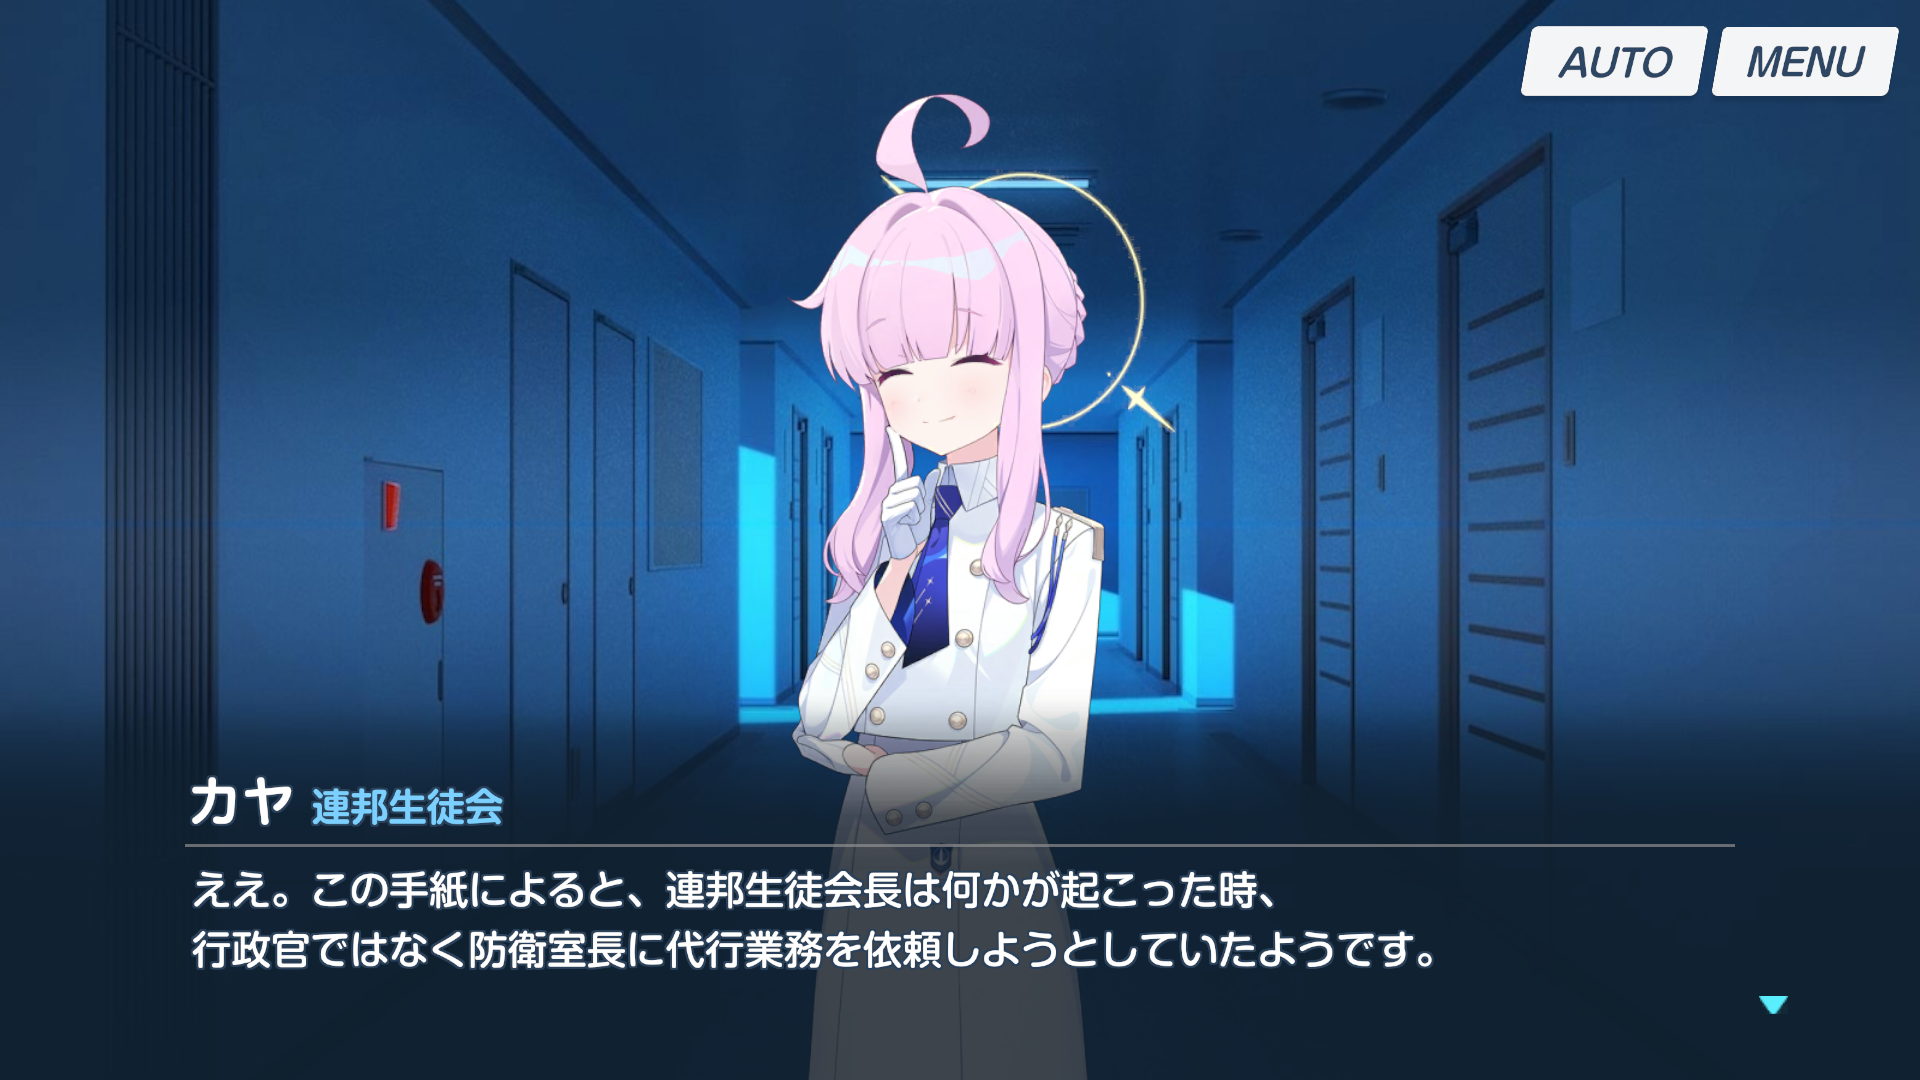 AUTO
MENU
カヤ 連邦生徒会
ええ。この手紙によると、連邦生徒会長は何かが起こった時、
行政官ではなく防衛室長に代行業務を依頼しようとしていたようです。